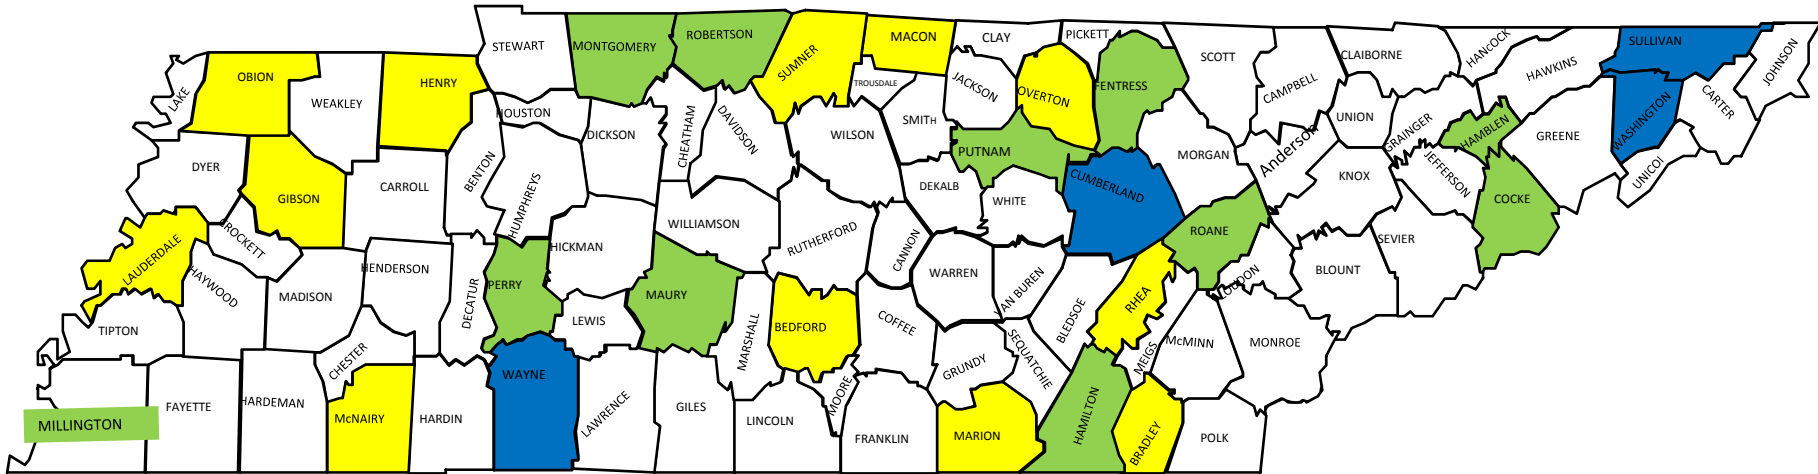 STEWART
MONTGOMERY
ROBERTSON
SUMNER
MACON
CLAY
PICKETT
SCOTT
CLAIBORNE
HANcOCK
HAWKINS
SULLIVAN
JOHNSON
LAKE
OBION
WEAKLEY
HENRY
HOUSTON
DICKSON
CHEATHAM
DAVIDSON
WILSON
TROUSDALE
SMITH
JACKSON
OVERTON
FENTRESS
CAMPBELL
UNION
GRAINGER
HAMBLEN
GREENE
WASHINGTON
CARTER
UNICOI
DYER
GIBSON
CARROLL
BENTON
HUMPHREYS
HICKMAN
WILLIAMSON
RUTHERFORD
CANNON
DEKALB
PUTNAM
WHITE
CUMBERLAND
MORGAN
Anderson
KNOX
JEFFERSON
COCKE
LAUDERDALE
CROCKETT
HAYWOOD
MADISON
HENDERSON
DECATUR
PERRY
LEWIS
MAURY
MARSHALL
BEDFORD
COFFEE
WARREN
VAN BUREN
BLEDSOE
RHEA
ROANE
LOUDON
BLOUNT
SEVIER
TIPTON
CHESTER
WAYNE
LAWRENCE
GILES
LINCOLN
MOORE
GRUNDY
SEQUATCHIE
MEIGS
McMINN
MONROE
MILLINGTON
FAYETTE
HARDEMAN
McNAIRY
HARDIN
FRANKLIN
MARION
HAMILTON
BRADLEY
POLK